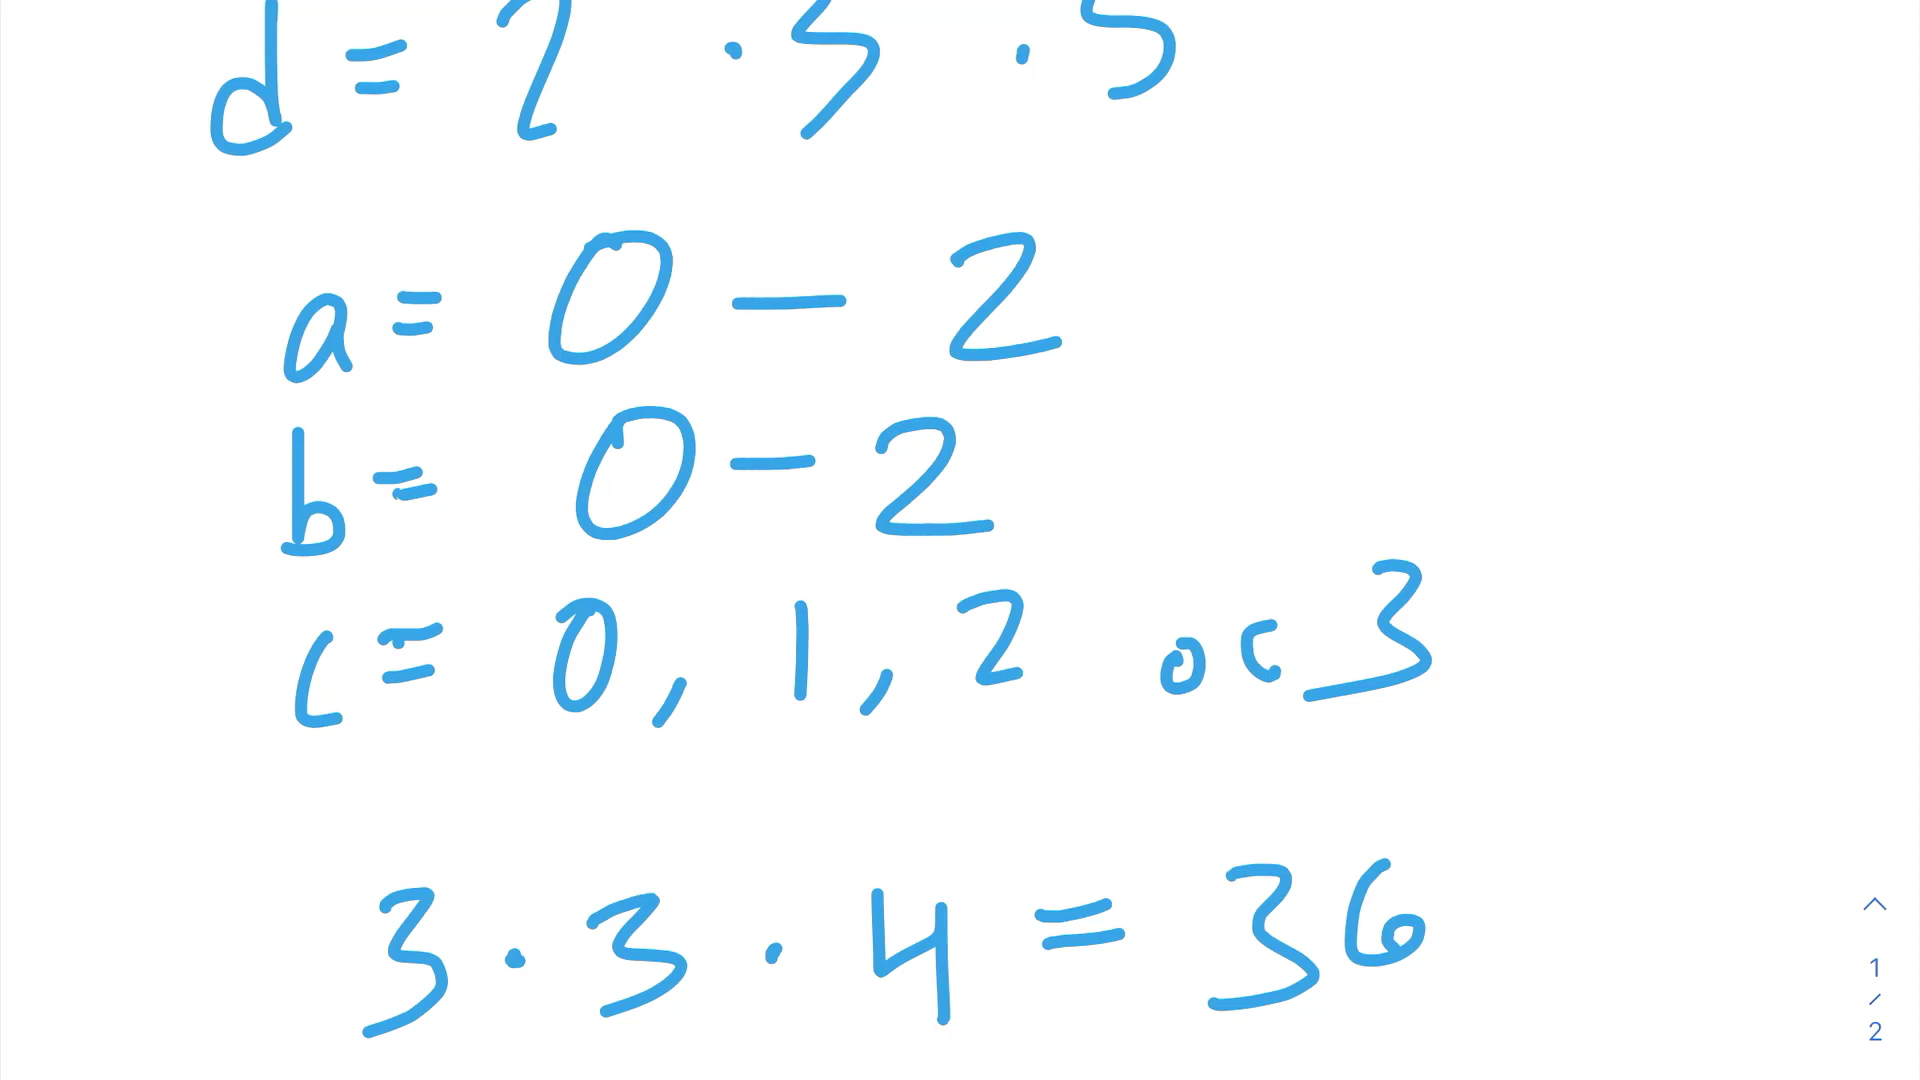 d = 2 · 3 · 5
a = 0 - 2
b = 0 - 2
c = 0, 1, 2 or 3
3 · 3 · 4 = 36
1
/
2